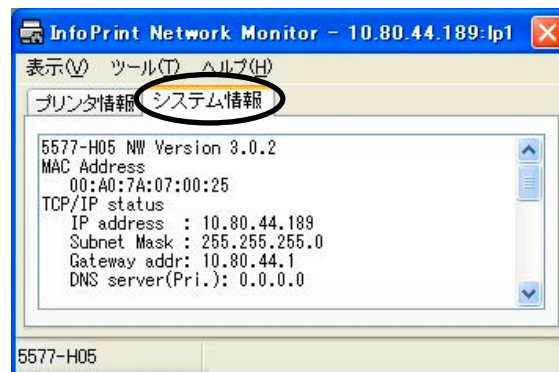 InfoPrint Network Monitor - 10.80.44.189:lp1
表示(V) ツール(T) ヘルプ(H)
プリンタ情報 システム情報
5577-H05 NW Version 3.0.2
MAC Address
00:A0:7A:07:00:25
TCP/IP status
IP address : 10.80.44.189
Subnet Mask : 255.255.255.0
Gateway addr: 10.80.44.1
DNS server(Pri.): 0.0.0.0
5577-H05